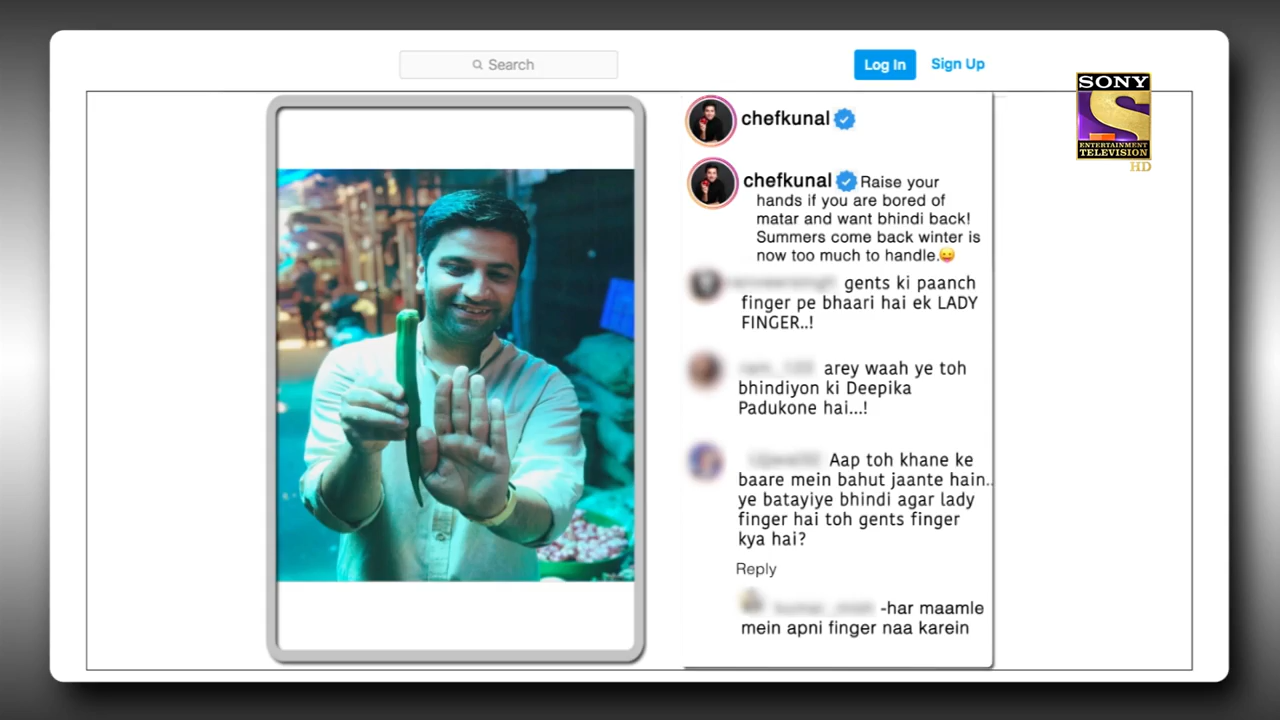 Search
Log In
Sign Up
SONY
S
ENTERTAINMENT
TELEVISION
HD
chefkunal
chefkunal Raise your
hands if you are bored of
matar and want bhindi back!
Summers come back winter is
now too much to handle.😛
gents ki paanch
finger pe bhaari hai ek LADY
FINGER..!
arey waah ye toh
bhindiyon ki Deepika
Padukone hai...!
Aap toh khane ke
baare mein bahut jaante hain..
ye batayiye bhindi agar lady
finger hai toh gents finger
kya hai?
Reply
-har maamle
mein apni finger naa karein